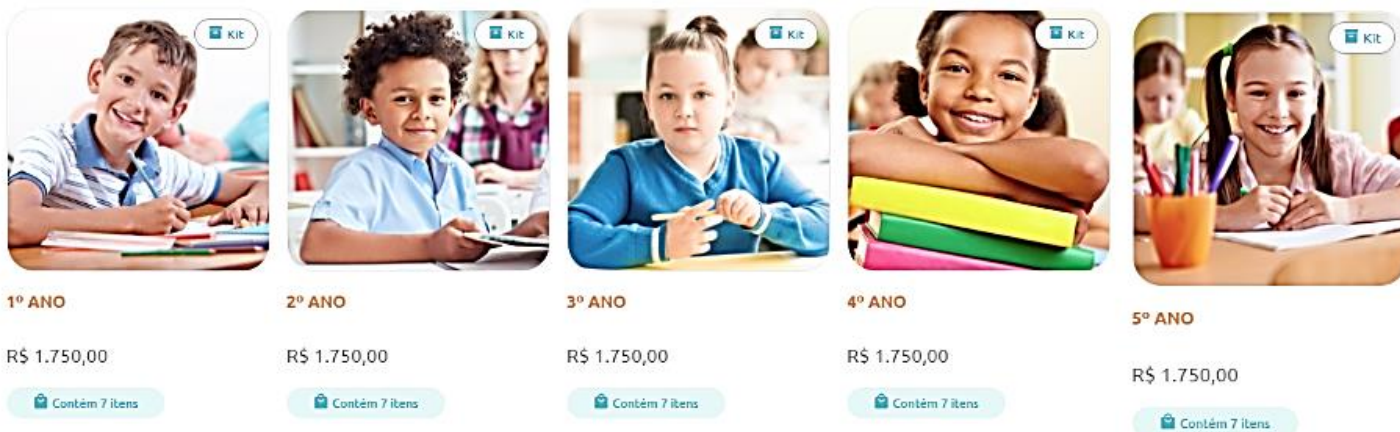 Kit
1º ANO
R$ 1.750,00
Contém 7 itens
Kit
2º ANO
R$ 1.750,00
Contém 7 itens
Kit
3º ANO
R$ 1.750,00
Contém 7 itens
Kit
4º ANO
R$ 1.750,00
Contém 7 itens
Kit
5º ANO
R$ 1.750,00
Contém 7 itens